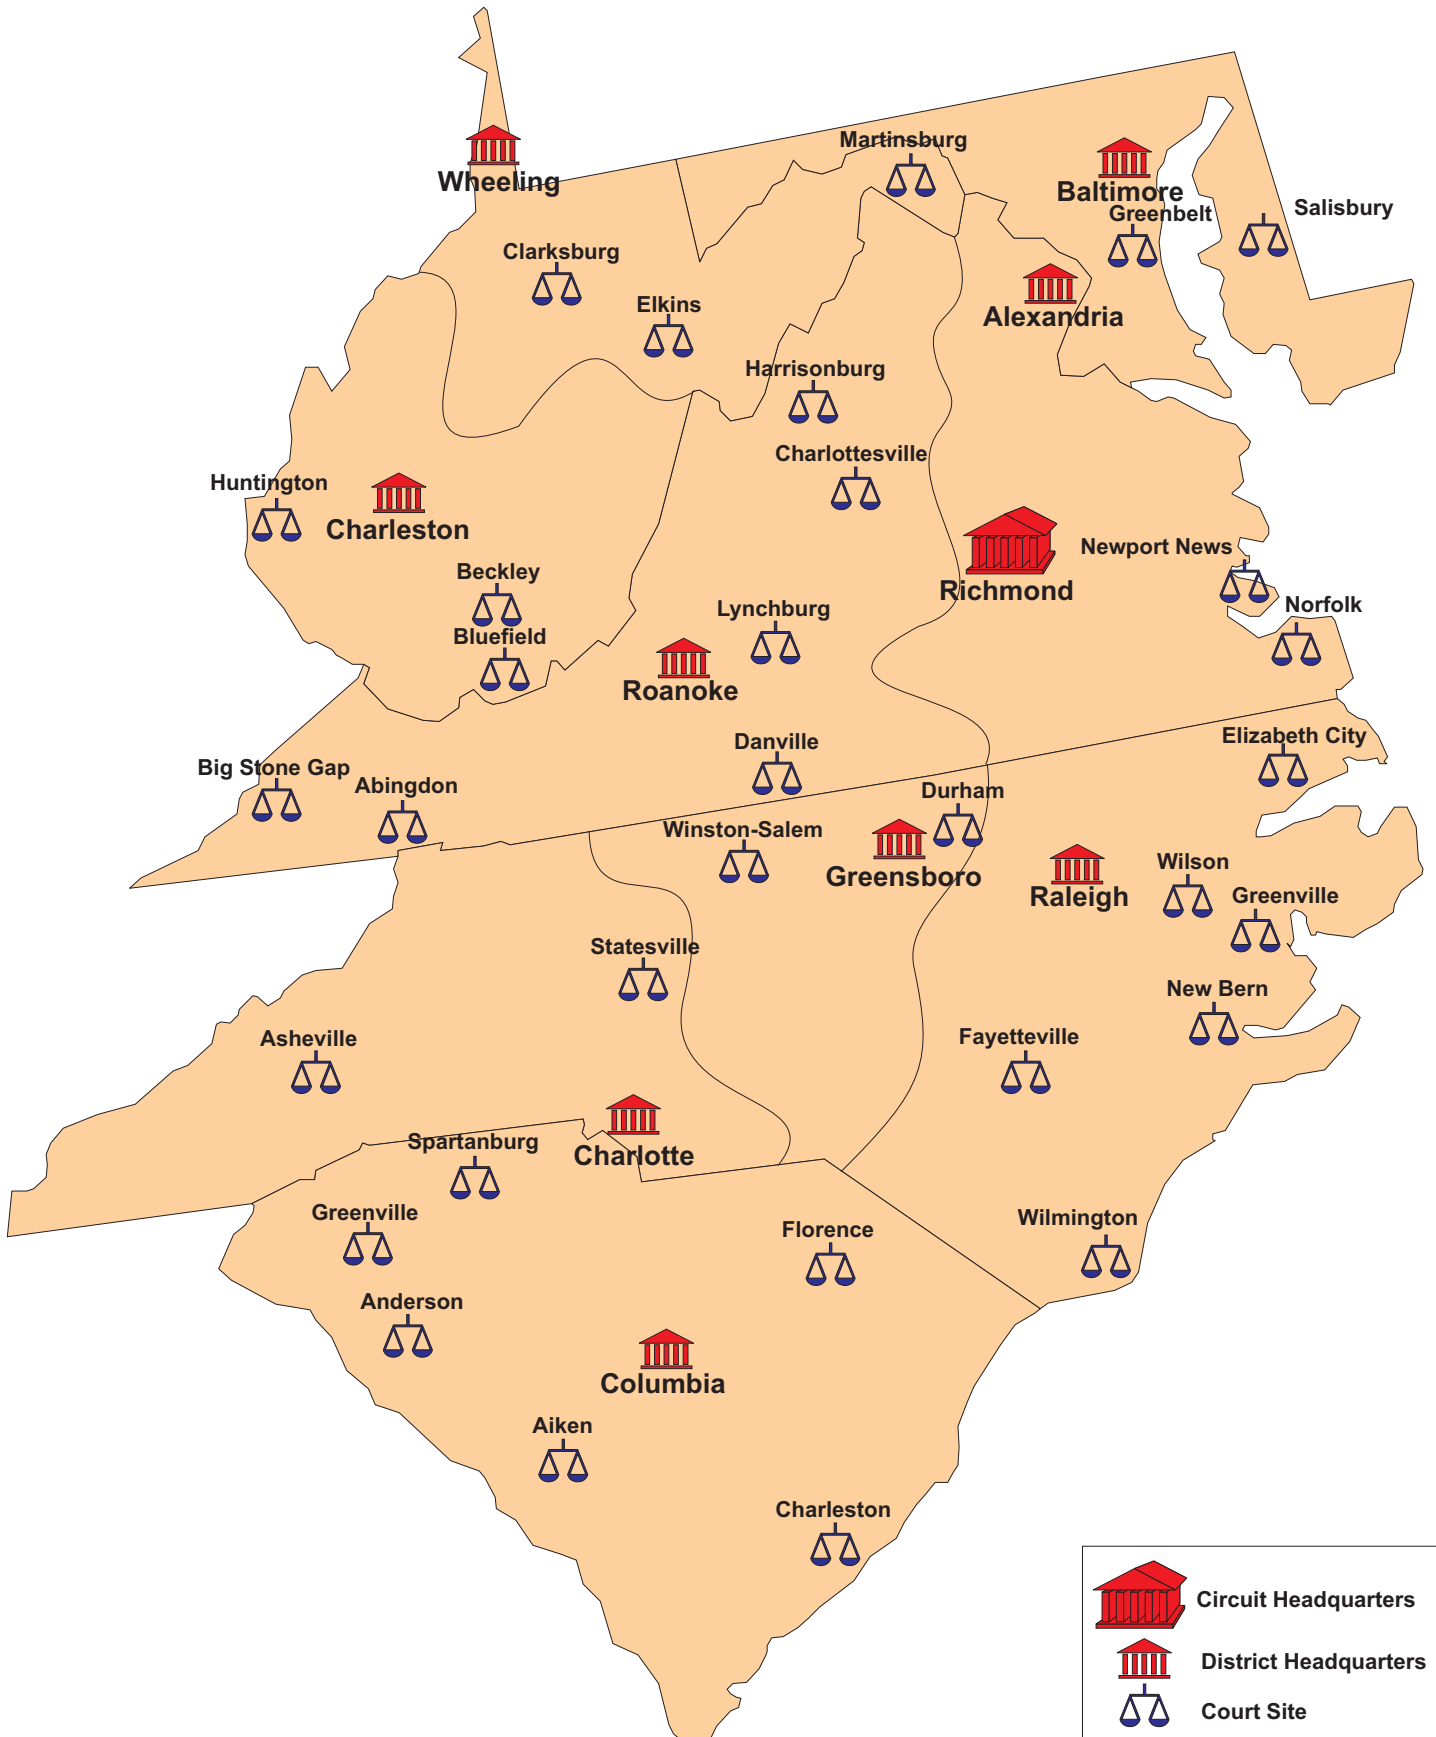 Martinsburg
Wheeling
Baltimore
Salisbury
Greenbelt
Clarksburg
Elkins
Alexandria
Harrisonburg
Charlottesville
Huntington
Charleston
Newport News
Beckley
Richmond
Norfolk
Lynchburg
Bluefield
Roanoke
Elizabeth City
Danville
Big Stone Gap
Abingdon
Durham
Winston-Salem
Wilson
Greensboro
Raleigh
Greenville
Statesville
New Bern
Fayetteville
Asheville
Spartanburg
Charlotte
Greenville
Wilmington
Florence
Anderson
Columbia
Aiken
Charleston
Circuit Headquarters
District Headquarters
Court Site